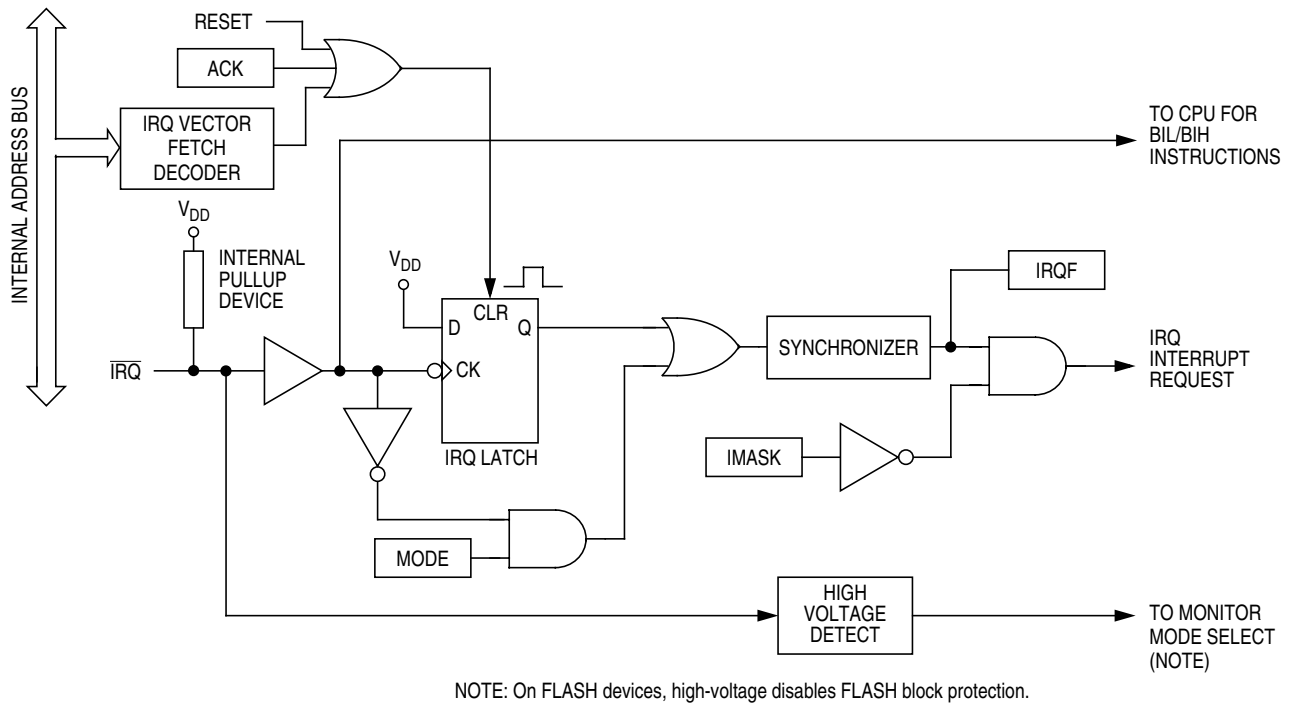 INTERNAL ADDRESS BUS
RESET
ACK
IRQ VECTOR
FETCH
DECODER
TO CPU FOR
BIL/BIH
INSTRUCTIONS
VDD
INTERNAL
PULLUP
DEVICE
VDD
CLR
D
Q
CK
IRQ LATCH
IRQ
SYNCHRONIZER
IRQF
IRQ
INTERRUPT
REQUEST
IMASK
MODE
HIGH
VOLTAGE
DETECT
TO MONITOR
MODE SELECT
(NOTE)
NOTE: On FLASH devices, high-voltage disables FLASH block protection.